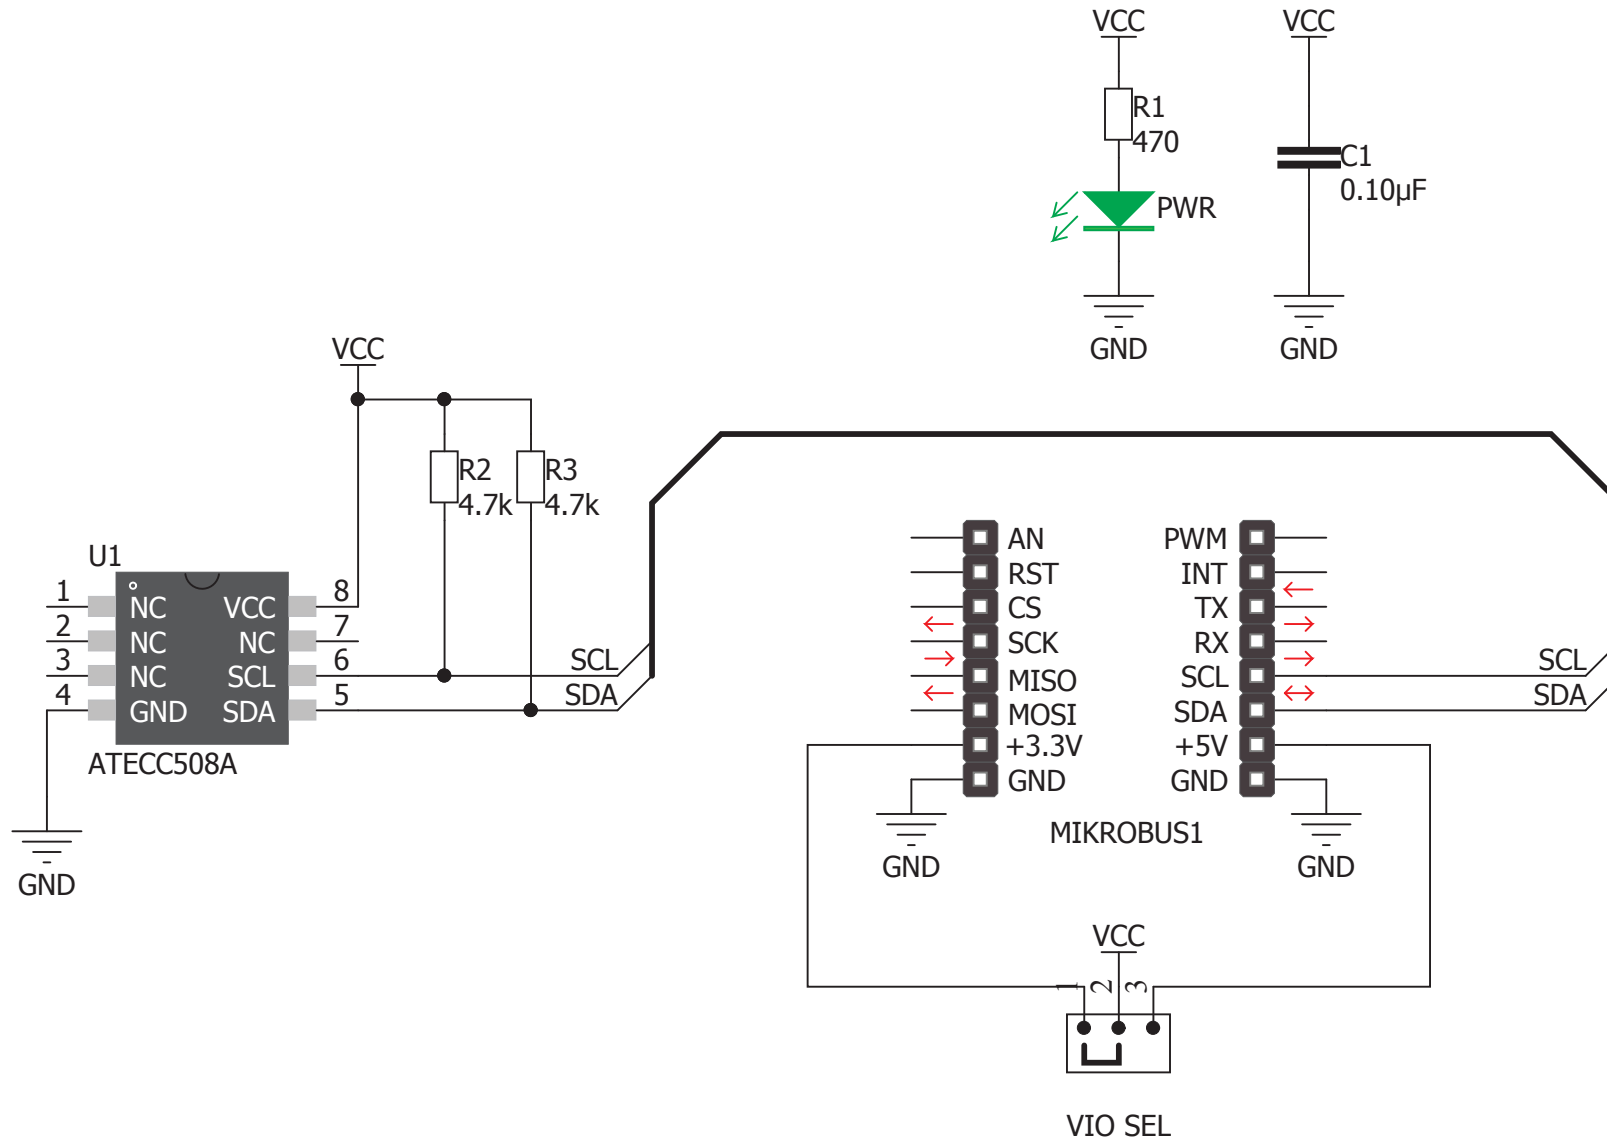 VCC
R1
470
PWR
GND
VCC
C1
0.10µF
GND
VCC
R2
4.7k
R3
4.7k
U1
1 NC VCC 8
2 NC NC 7
3 NC SCL 6 SCL
4 GND SDA 5 SDA
ATECC508A
GND
AN PWM
RST INT
CS TX
SCK RX
MISO SCL SCL
MOSI SDA SDA
+3.3V +5V
GND GND
MIKROBUS1
GND GND
VCC
1 2 3
VIO SEL